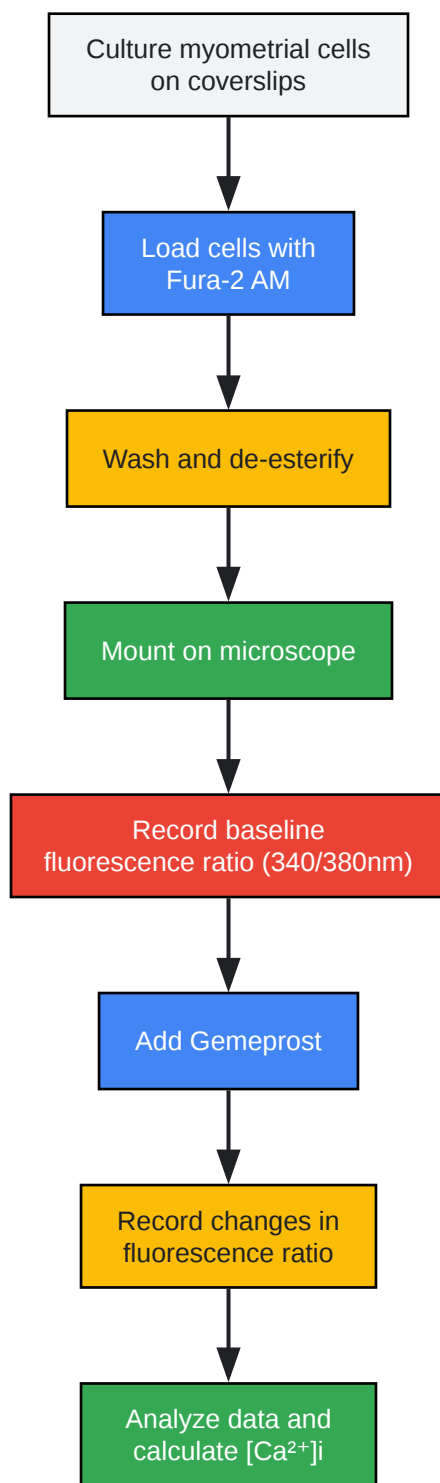 Culture myometrial cells
on coverslips
Load cells with
Fura-2 AM
Wash and de-esterify
Mount on microscope
Record baseline
fluorescence ratio (340/380nm)
Add Gemeprost
Record changes in
fluorescence ratio
Analyze data and
calculate [Ca²⁺]i